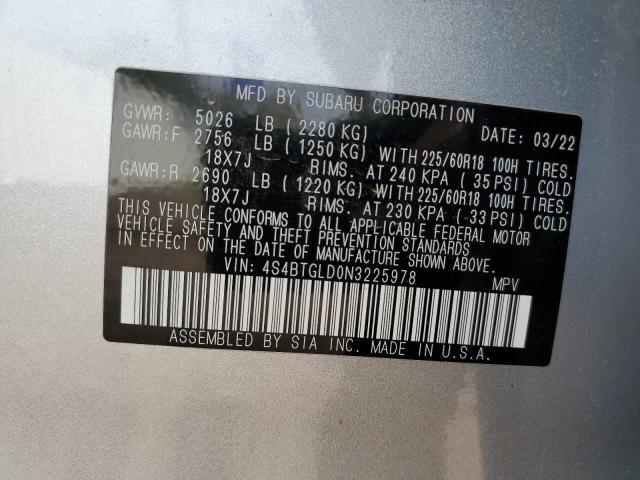 MFD BY SUBARU CORPORATION
GVWR: 5026 LB ( 2280 KG) DATE: 03/22
GAWR:F 2756 LB ( 1250 KG) WITH 225/60R18 100H TIRES.
18X7J RIMS. AT 240 KPA ( 35 PSI) COLD
GAWR:R 2690 LB ( 1220 KG) WITH 225/60R18 100H TIRES.
18X7J RIMS. AT 230 KPA ( 33 PSI) COLD
THIS VEHICLE CONFORMS TO ALL APPLICABLE FEDERAL MOTOR
VEHICLE SAFETY AND THEFT PREVENTION STANDARDS
IN EFFECT ON THE DATE OF MANUFACTURE SHOWN ABOVE.
VIN: 4S4BTGLD0N3225978 MPV
ASSEMBLED BY SIA INC. MADE IN U.S.A.